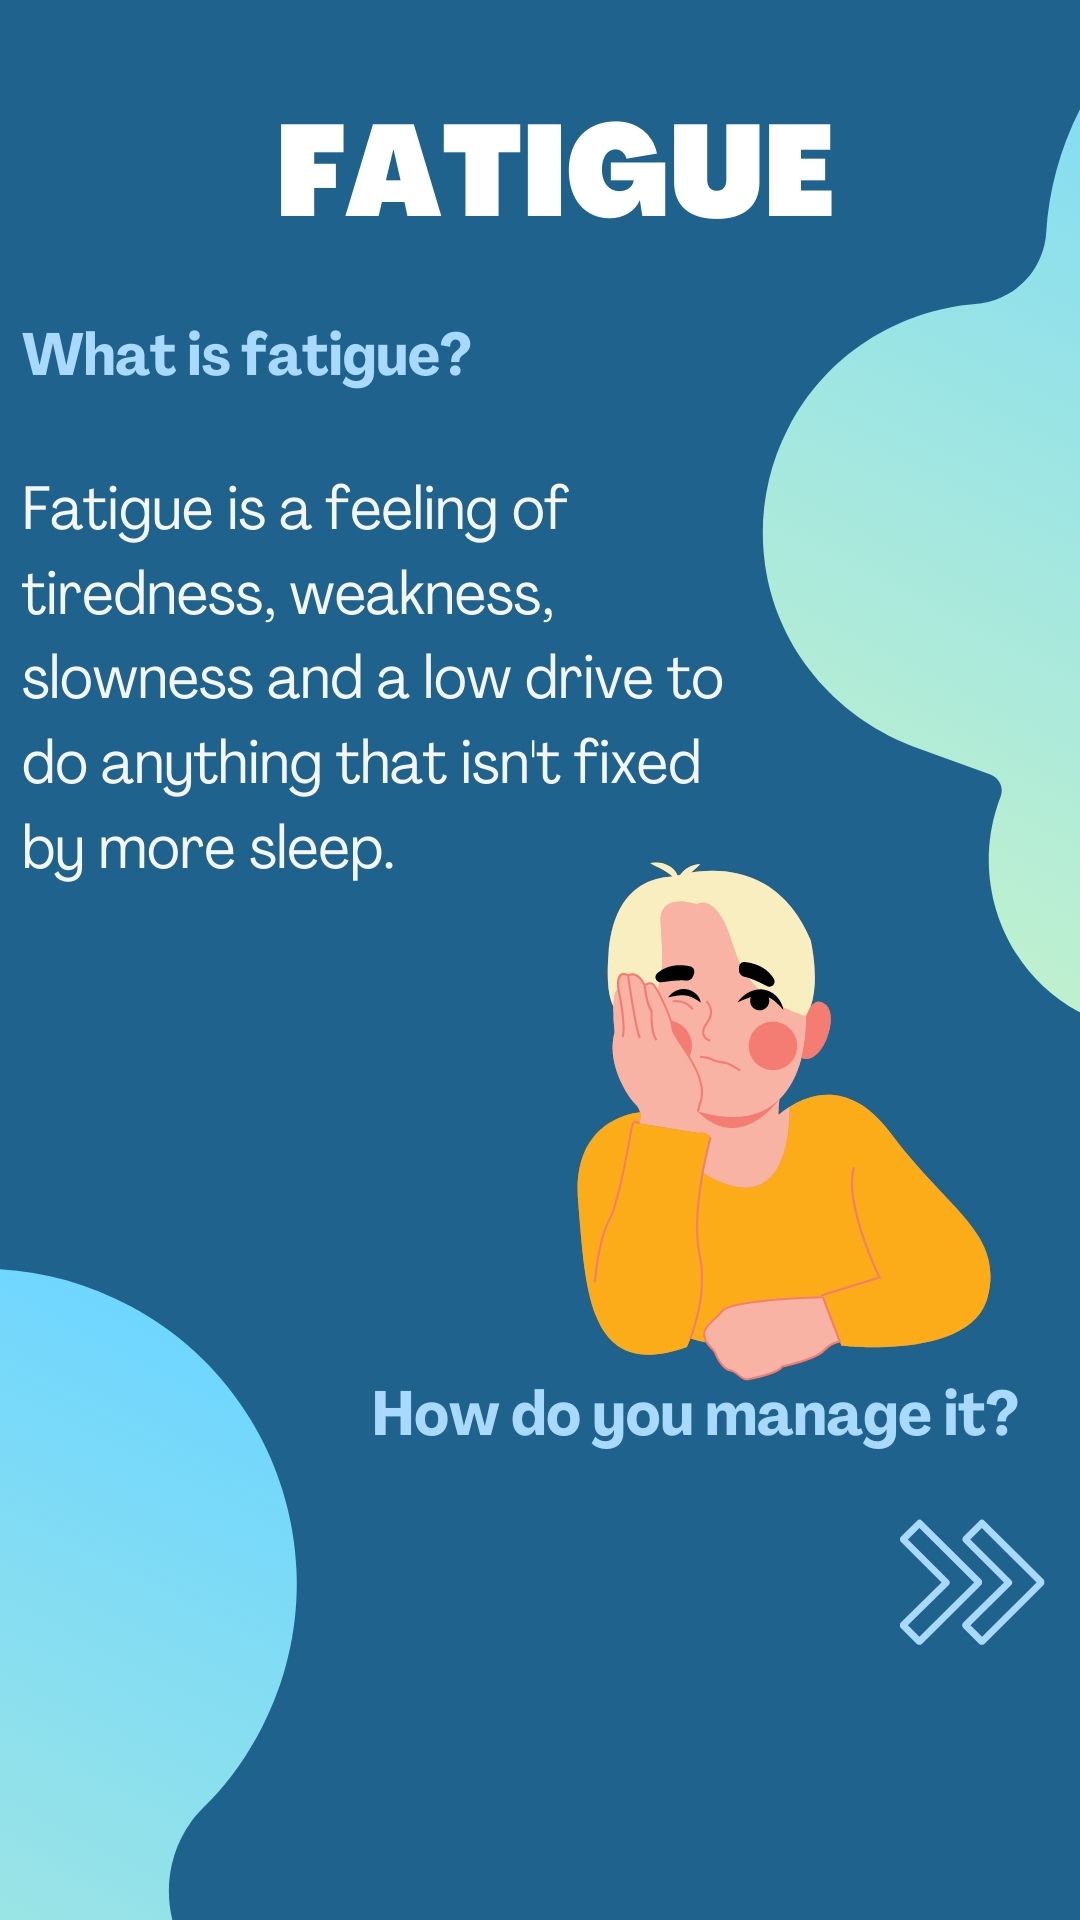 FATIGUE
What is fatigue?
Fatigue is a feeling of
tiredness, weakness,
slowness and a low drive to
do anything that isn't fixed
by more sleep.
How do you manage it?